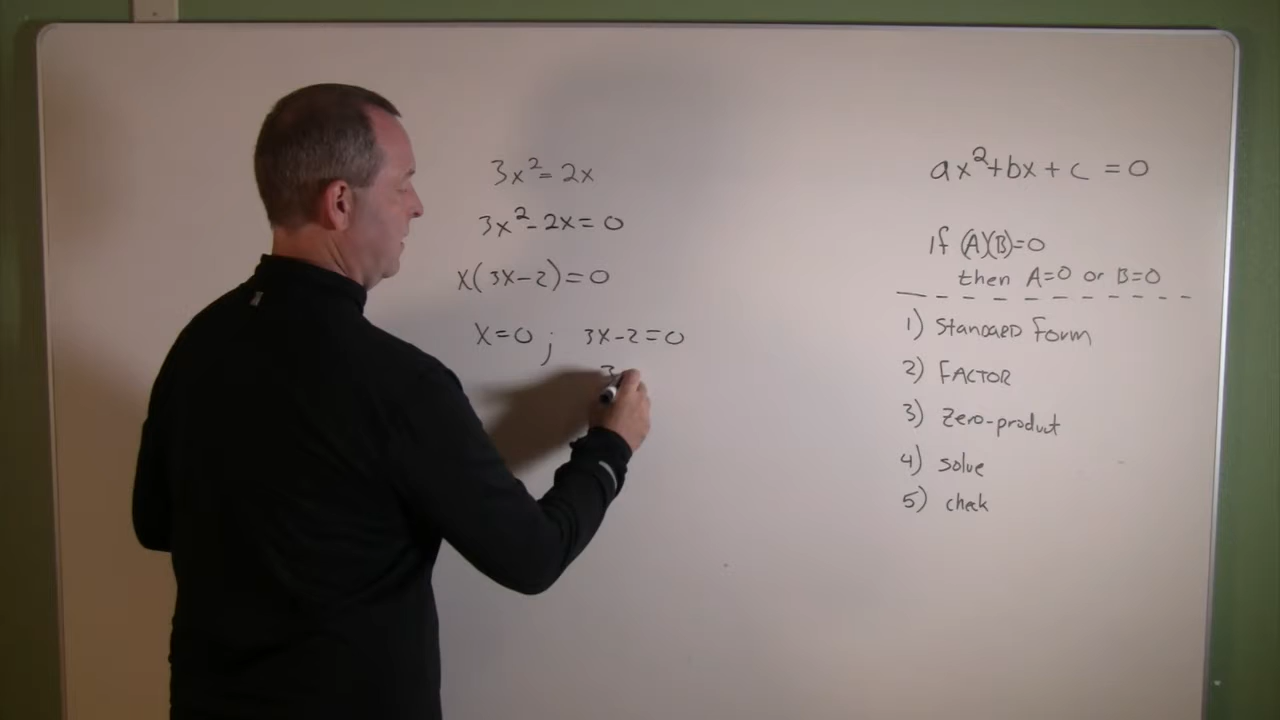 3x² = 2x
3x² - 2x = 0
x(3x-2) = 0
x=0 ; 3x-2=0
3
ax²+bx+c = 0
if (A)(B)=0
then A=0 or B=0
1) Standard Form
2) FACTOR
3) Zero-product
4) solve
5) check